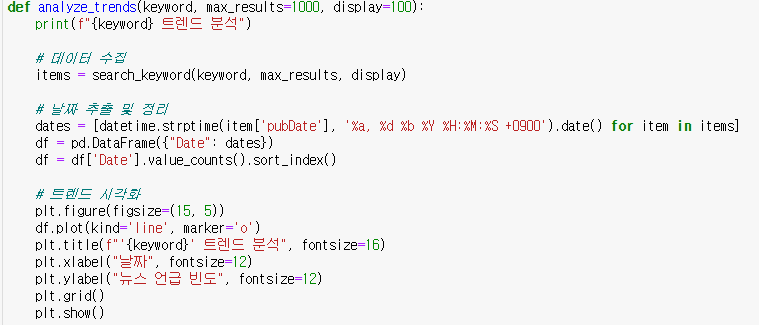 def analyze_trends(keyword, max_results=1000, display=100):
    print(f"{keyword} 트렌드 분석")
    # 데이터 수집
    items = search_keyword(keyword, max_results, display)
    # 날짜 추출 및 정리
    dates = [datetime.strptime(item['pubDate'], '%a, %d %b %Y %H:%M:%S +0900').date() for item in items]
    df = pd.DataFrame({"Date": dates})
    df = df['Date'].value_counts().sort_index()
    # 트렌드 시각화
    plt.figure(figsize=(15, 5))
    df.plot(kind='line', marker='o')
    plt.title(f"'{keyword}' 트렌드 분석", fontsize=16)
    plt.xlabel("날짜", fontsize=12)
    plt.ylabel("뉴스 언급 빈도", fontsize=12)
    plt.grid()
    plt.show()